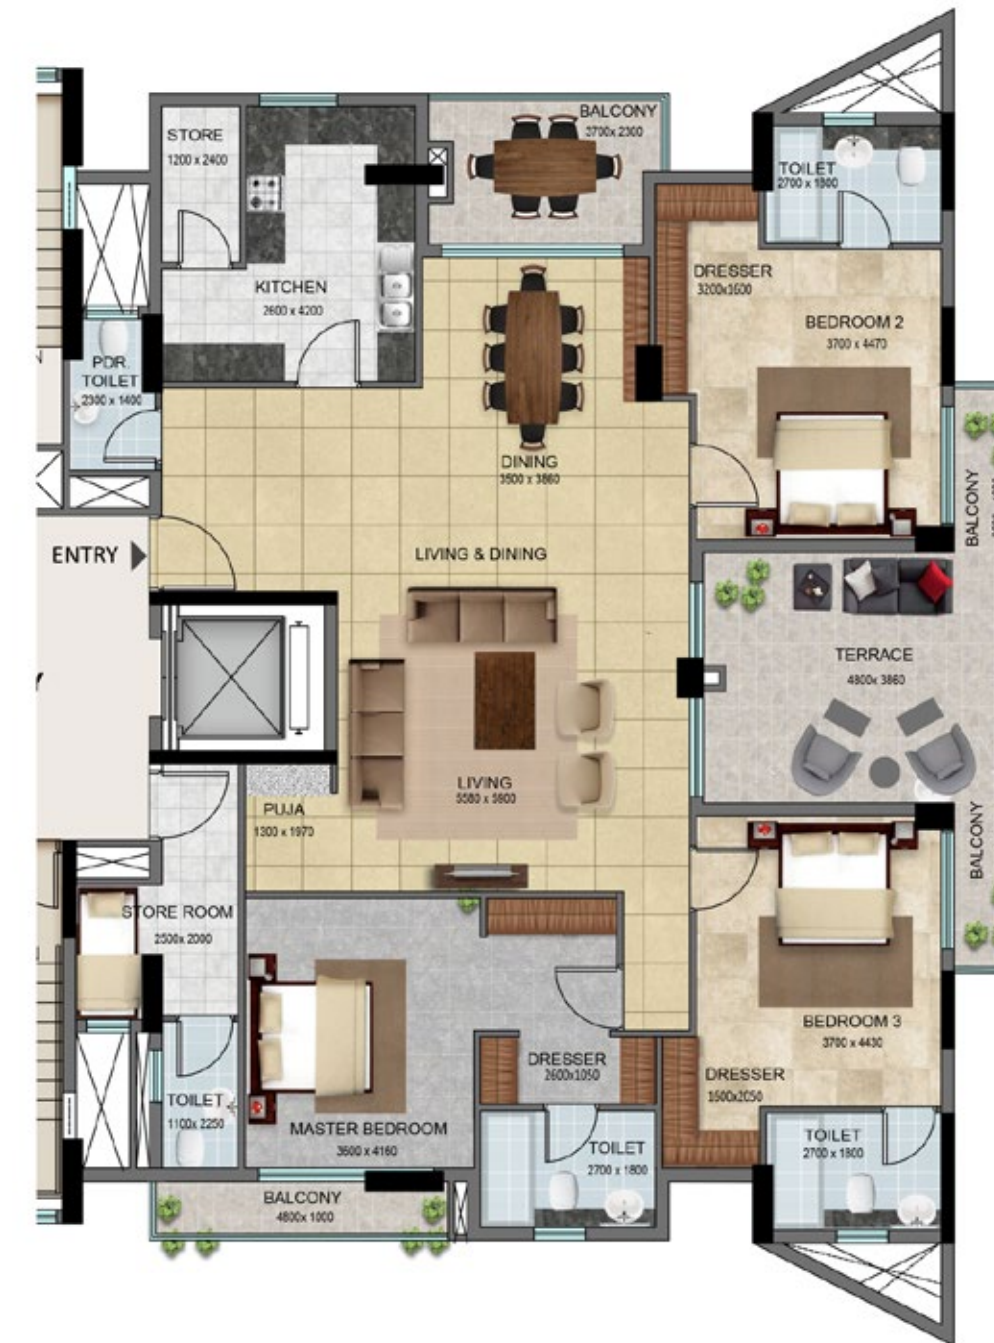 BALCONY
3700x 2300
STORE
1200 x 2400
TOILET
2700 x 1800
KITCHEN
2600 x 4200
DRESSER
3200x1600
BEDROOM 2
3700 x 4470
PDR.
TOILET
2300 x 1400
DINING
3500 x 3860
BALCONY
ENTRY
LIVING & DINING
TERRACE
4800x 3860
Y
LIVING
5580 x 5900
PUJA
1300 x 1970
BALCONY
STORE ROOM
2500x 2000
BEDROOM 3
3700 x 4430
DRESSER
2600x1050
DRESSER
1500x2050
TOILET
1100x 2250
MASTER BEDROOM
3600 x 4160
TOILET
2700 x 1800
TOILET
2700 x 1800
BALCONY
4800x 1000